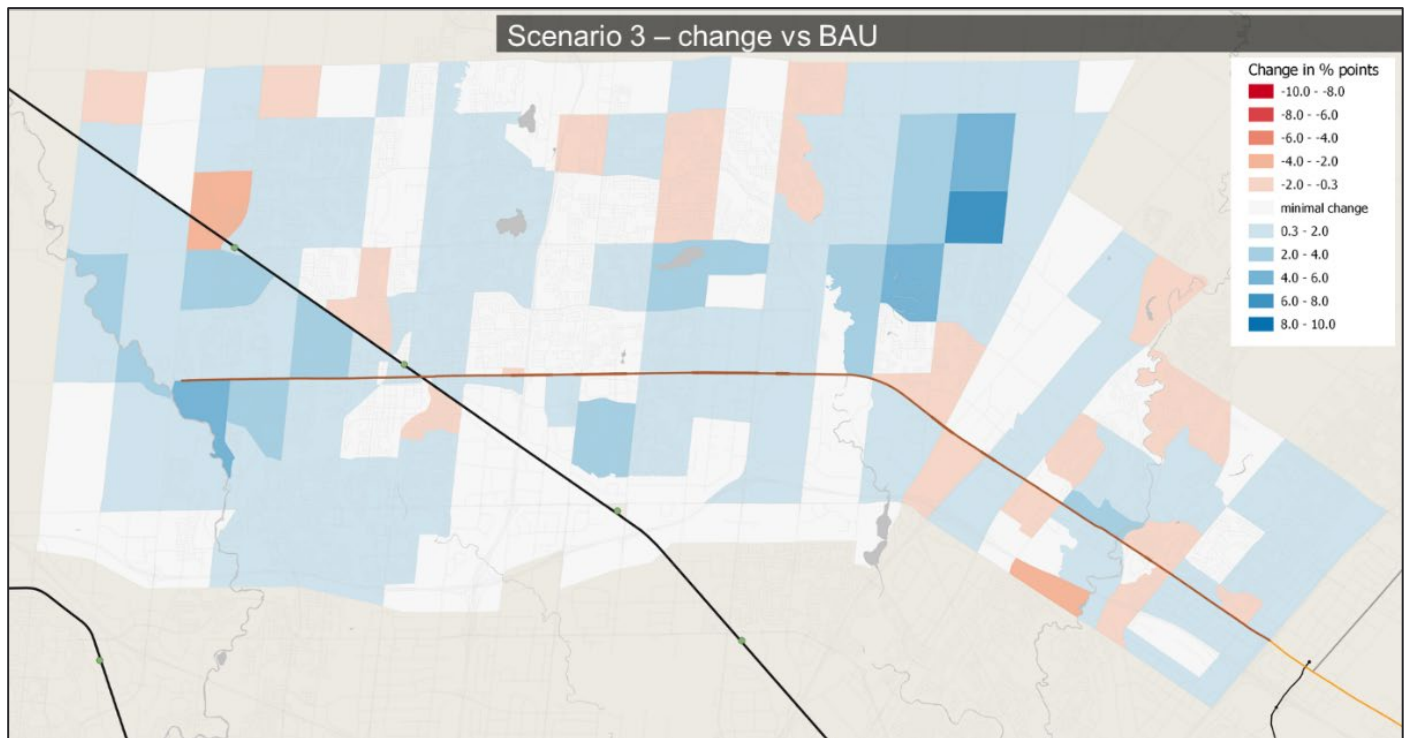 Scenario 3 – change vs BAU
Change in % points
-10.0 - -8.0
-8.0 - -6.0
-6.0 - -4.0
-4.0 - -2.0
-2.0 - -0.3
minimal change
0.3 - 2.0
2.0 - 4.0
4.0 - 6.0
6.0 - 8.0
8.0 - 10.0